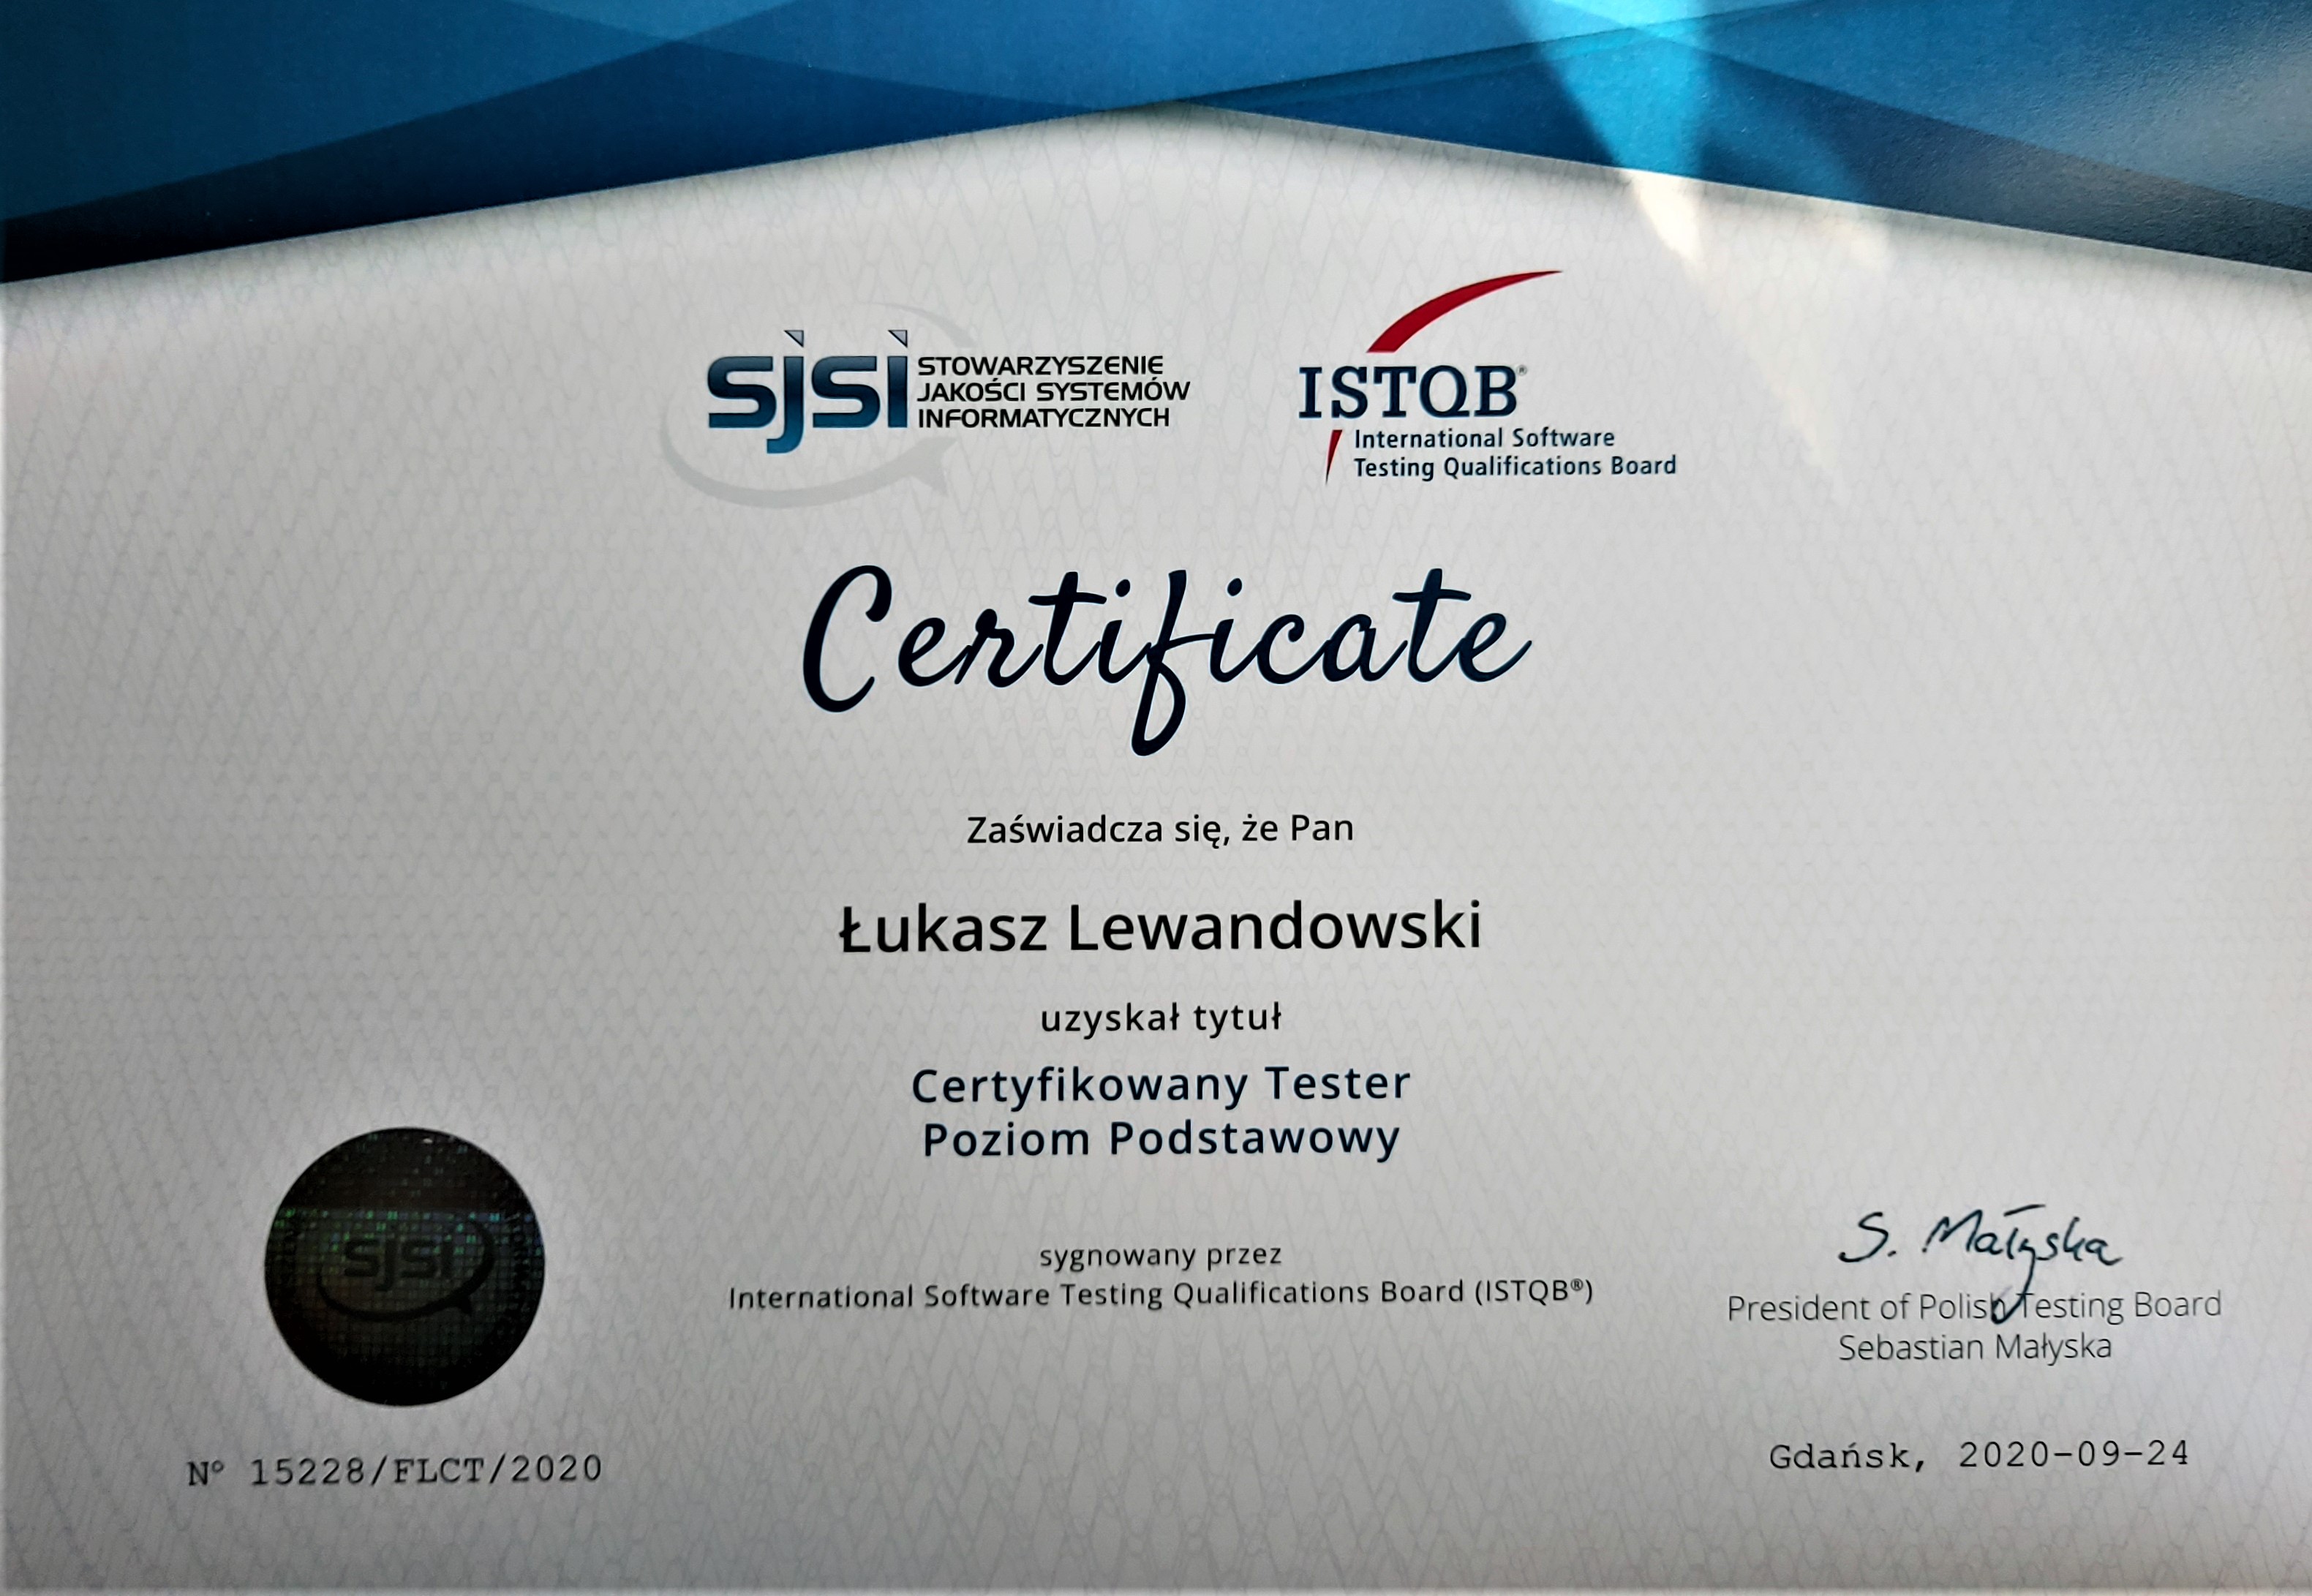 sjsi STOWARZYSZENIE
JAKOŚCI SYSTEMÓW
INFORMATYCZNYCH
ISTQB®
International Software
Testing Qualifications Board
Certificate
Zaświadcza się, że Pan
Łukasz Lewandowski
uzyskał tytuł
Certyfikowany Tester
Poziom Podstawowy
sygnowany przez
International Software Testing Qualifications Board (ISTQB®)
sjsi
S. Małyska
President of Polish Testing Board
Sebastian Małyska
Nº 15228/FLCT/2020
Gdańsk, 2020-09-24